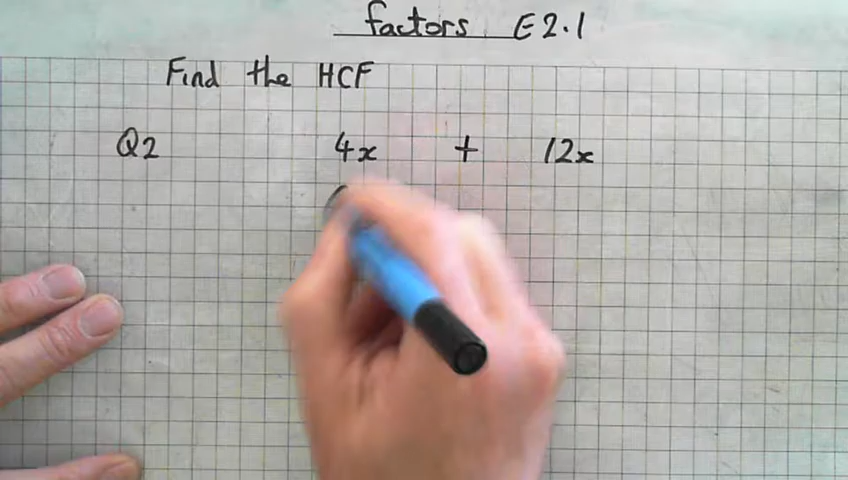 factors E2.1
Find the HCF
Q2 4x + 12x